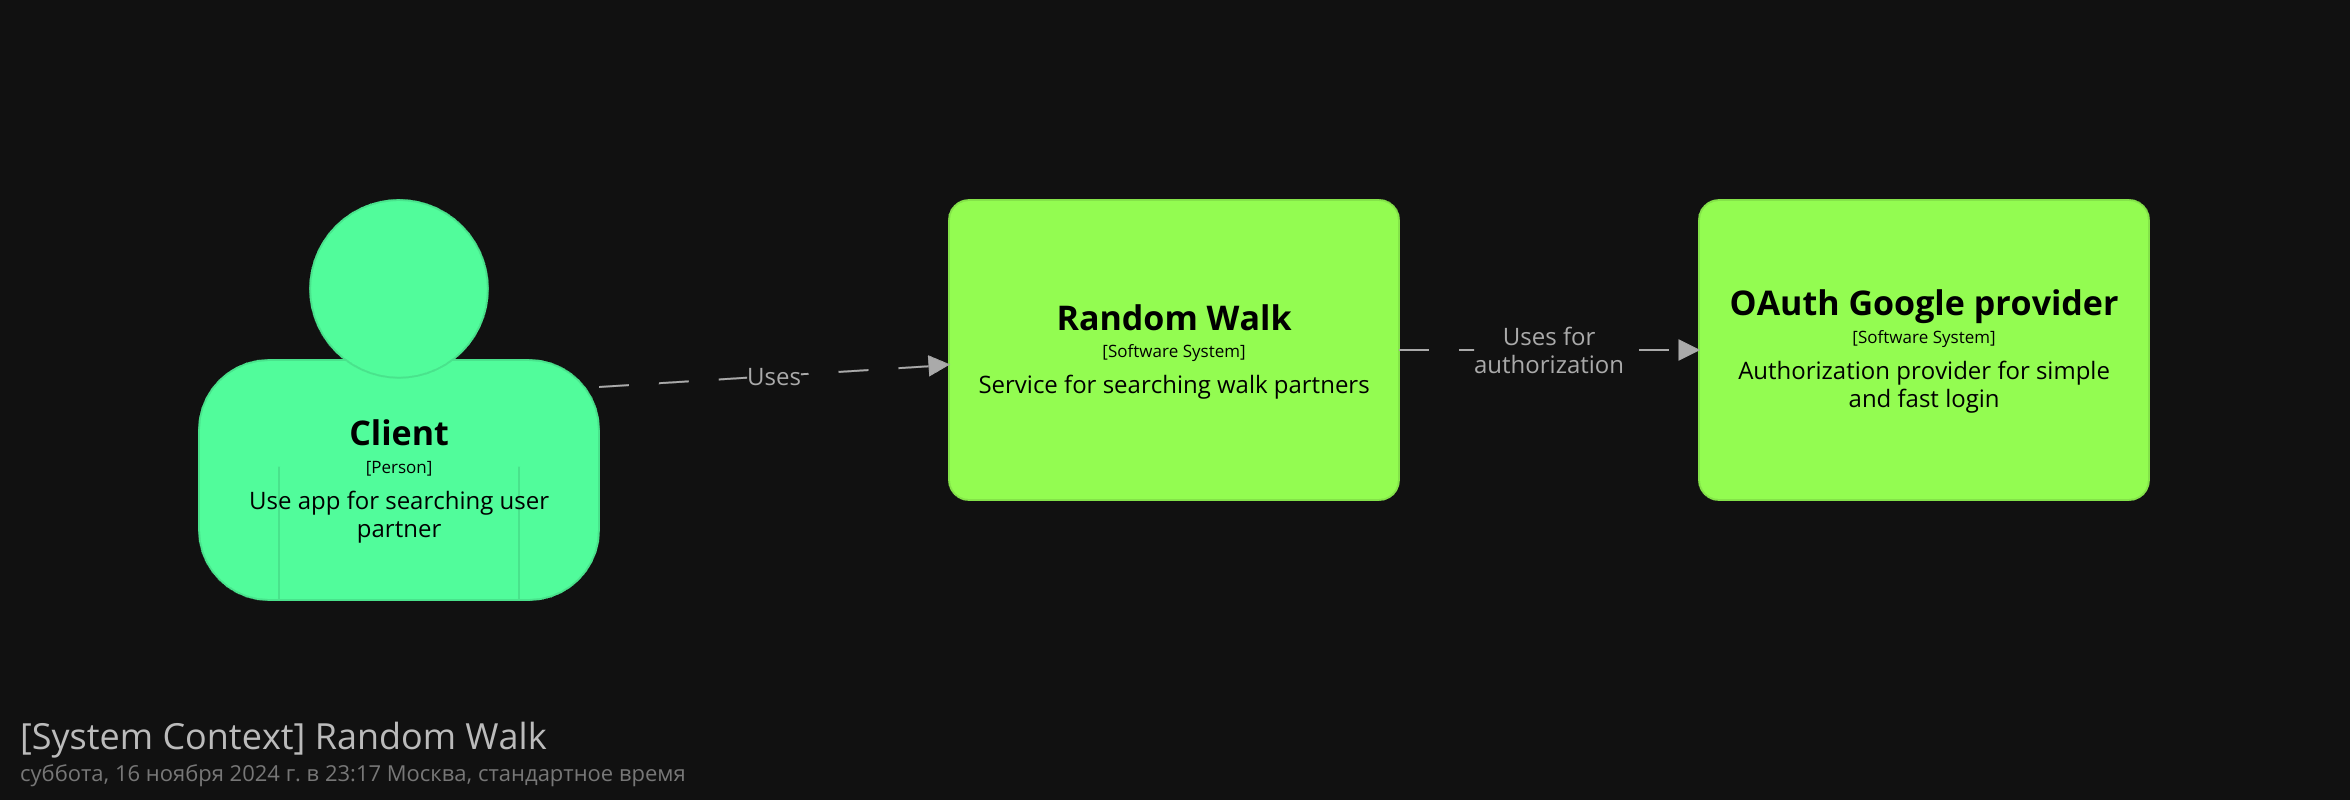 Client
[Person]
Use app for searching user
partner
Uses
Random Walk
[Software System]
Service for searching walk partners
Uses for
authorization
OAuth Google provider
[Software System]
Authorization provider for simple
and fast login
[System Context] Random Walk
суббота, 16 ноября 2024 г. в 23:17 Москва, стандартное время